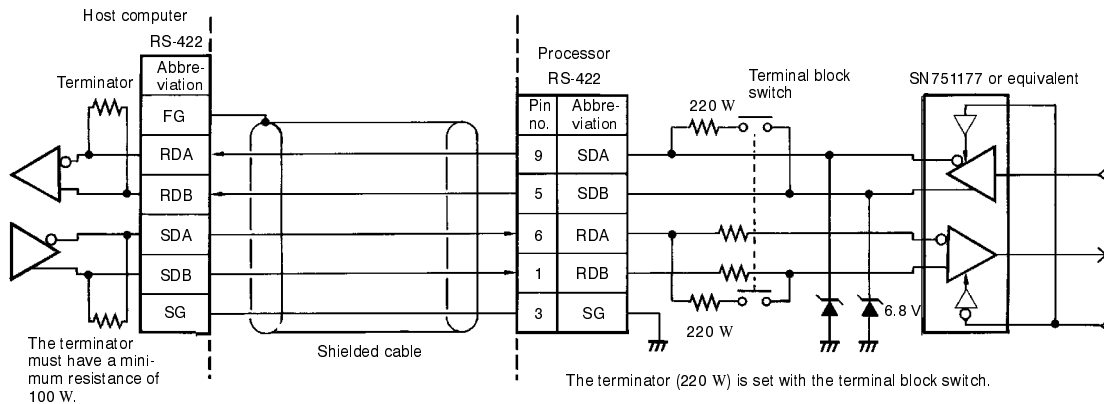 Host computer
RS-422
Processor
RS-422
Terminator
Terminal block
switch
SN751177 or equivalent
Abbre-
viation
FG
RDA
RDB
SDA
SDB
SG
Pin
no.
Abbre-
viation
9 SDA
5 SDB
6 RDA
1 RDB
3 SG
220 W
220 W
6.8 V
Shielded cable
The terminator
must have a mini-
mum resistance of
100 W.
The terminator (220 W) is set with the terminal block switch.